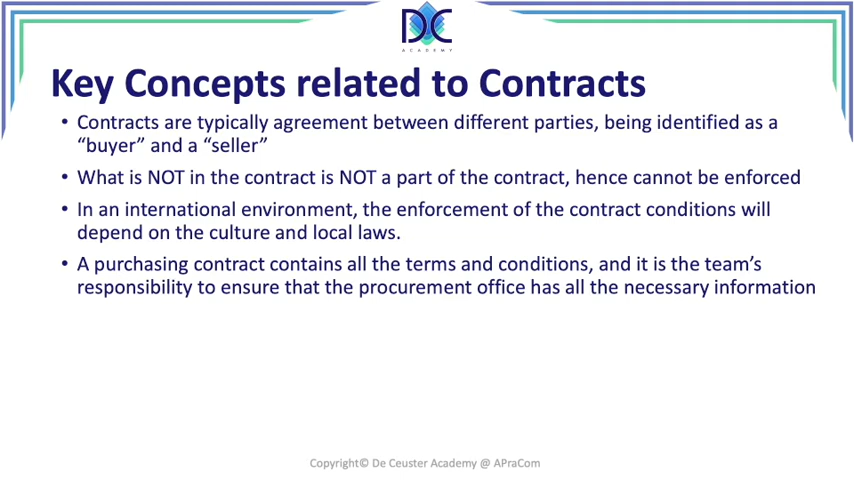 DC
ACADEMY
Key Concepts related to Contracts
• Contracts are typically agreement between different parties, being identified as a
“buyer” and a “seller”
• What is NOT in the contract is NOT a part of the contract, hence cannot be enforced
• In an international environment, the enforcement of the contract conditions will
depend on the culture and local laws.
• A purchasing contract contains all the terms and conditions, and it is the team’s
responsibility to ensure that the procurement office has all the necessary information
Copyright© De Ceuster Academy @ APraCom